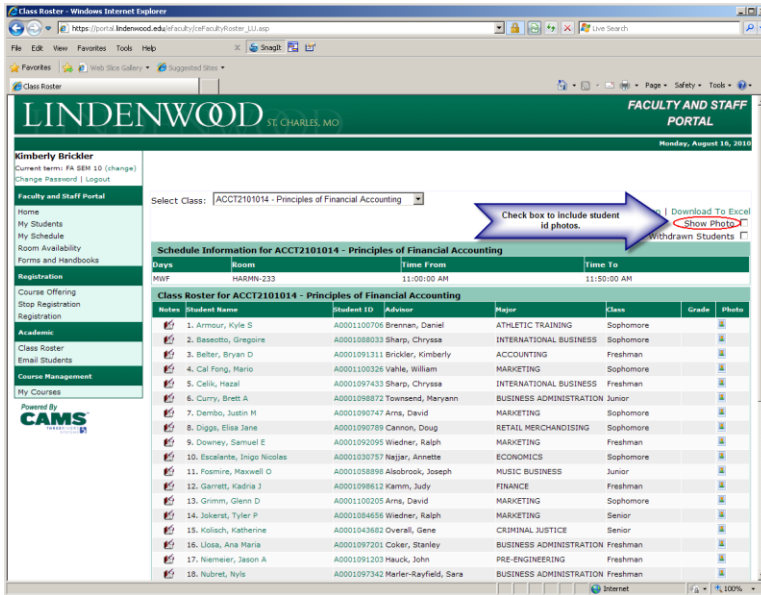 Class Roster - Windows Internet Explorer
https://portal.lindenwood.edu/efaculty/ceFacultyRoster_LU.asp
Live Search
File Edit View Favorites Tools Help
SnagIt
Favorites Web Slice Gallery Suggested Sites
Class Roster
Page Safety Tools
LINDENWOOD ST. CHARLES, MO
FACULTY AND STAFF
PORTAL
Monday, August 16, 2010
Kimberly Brickler
Current term: FA SEM 10 (change)
Change Password | Logout
Faculty and Staff Portal
Home
My Students
My Schedule
Room Availability
Forms and Handbooks
Registration
Course Offering
Stop Registration
Registration
Academic
Class Roster
Email Students
Course Management
My Courses
Powered By
CAMS
Select Class: ACCT2101014 - Principles of Financial Accounting
Check box to include student
id photos.
| Download To Excel
Show Photo
Withdrawn Students
Schedule Information for ACCT2101014 - Principles of Financial Accounting
Days Room Time From Time To
MWF HARMN-233 11:00:00 AM 11:50:00 AM
Class Roster for ACCT2101014 - Principles of Financial Accounting
Notes Student Name Student ID Advisor Major Class Grade Photo
1. Armour, Kyle S A0001100706 Brennan, Daniel ATHLETIC TRAINING Sophomore
2. Baseotto, Gregoire A0001088033 Sharp, Chryssa INTERNATIONAL BUSINESS Sophomore
3. Belter, Bryan D A0001091311 Brickler, Kimberly ACCOUNTING Freshman
4. Cal Fong, Mario A0001100326 Vahle, William MARKETING Sophomore
5. Celik, Hazal A0001097433 Sharp, Chryssa INTERNATIONAL BUSINESS Freshman
6. Curry, Brett A A0001098872 Townsend, Maryann BUSINESS ADMINISTRATION Junior
7. Dembo, Justin M A0001090747 Arns, David MARKETING Sophomore
8. Diggs, Elisa Jane A0001090789 Cannon, Doug RETAIL MERCHANDISING Sophomore
9. Downey, Samuel E A0001092095 Wiedner, Ralph MARKETING Freshman
10. Escalante, Inigo Nicolas A0001030757 Najjar, Annette ECONOMICS Sophomore
11. Fosmire, Maxwell O A0001058898 Alsobrook, Joseph MUSIC BUSINESS Junior
12. Garrett, Kadria J A0001098612 Kamm, Judy FINANCE Freshman
13. Grimm, Glenn D A0001100205 Arns, David MARKETING Sophomore
14. Jokerst, Tyler P A0001084656 Wiedner, Ralph MARKETING Senior
15. Kolisch, Katherine A0001043682 Overall, Gene CRIMINAL JUSTICE Senior
16. Llosa, Ana Maria A0001097201 Coker, Stanley BUSINESS ADMINISTRATION Freshman
17. Niemeier, Jason A A0001091203 Hauck, John PRE-ENGINEERING Freshman
18. Nubret, Nyls A0001097342 Marler-Rayfield, Sara BUSINESS ADMINISTRATION Freshman
Internet 100%